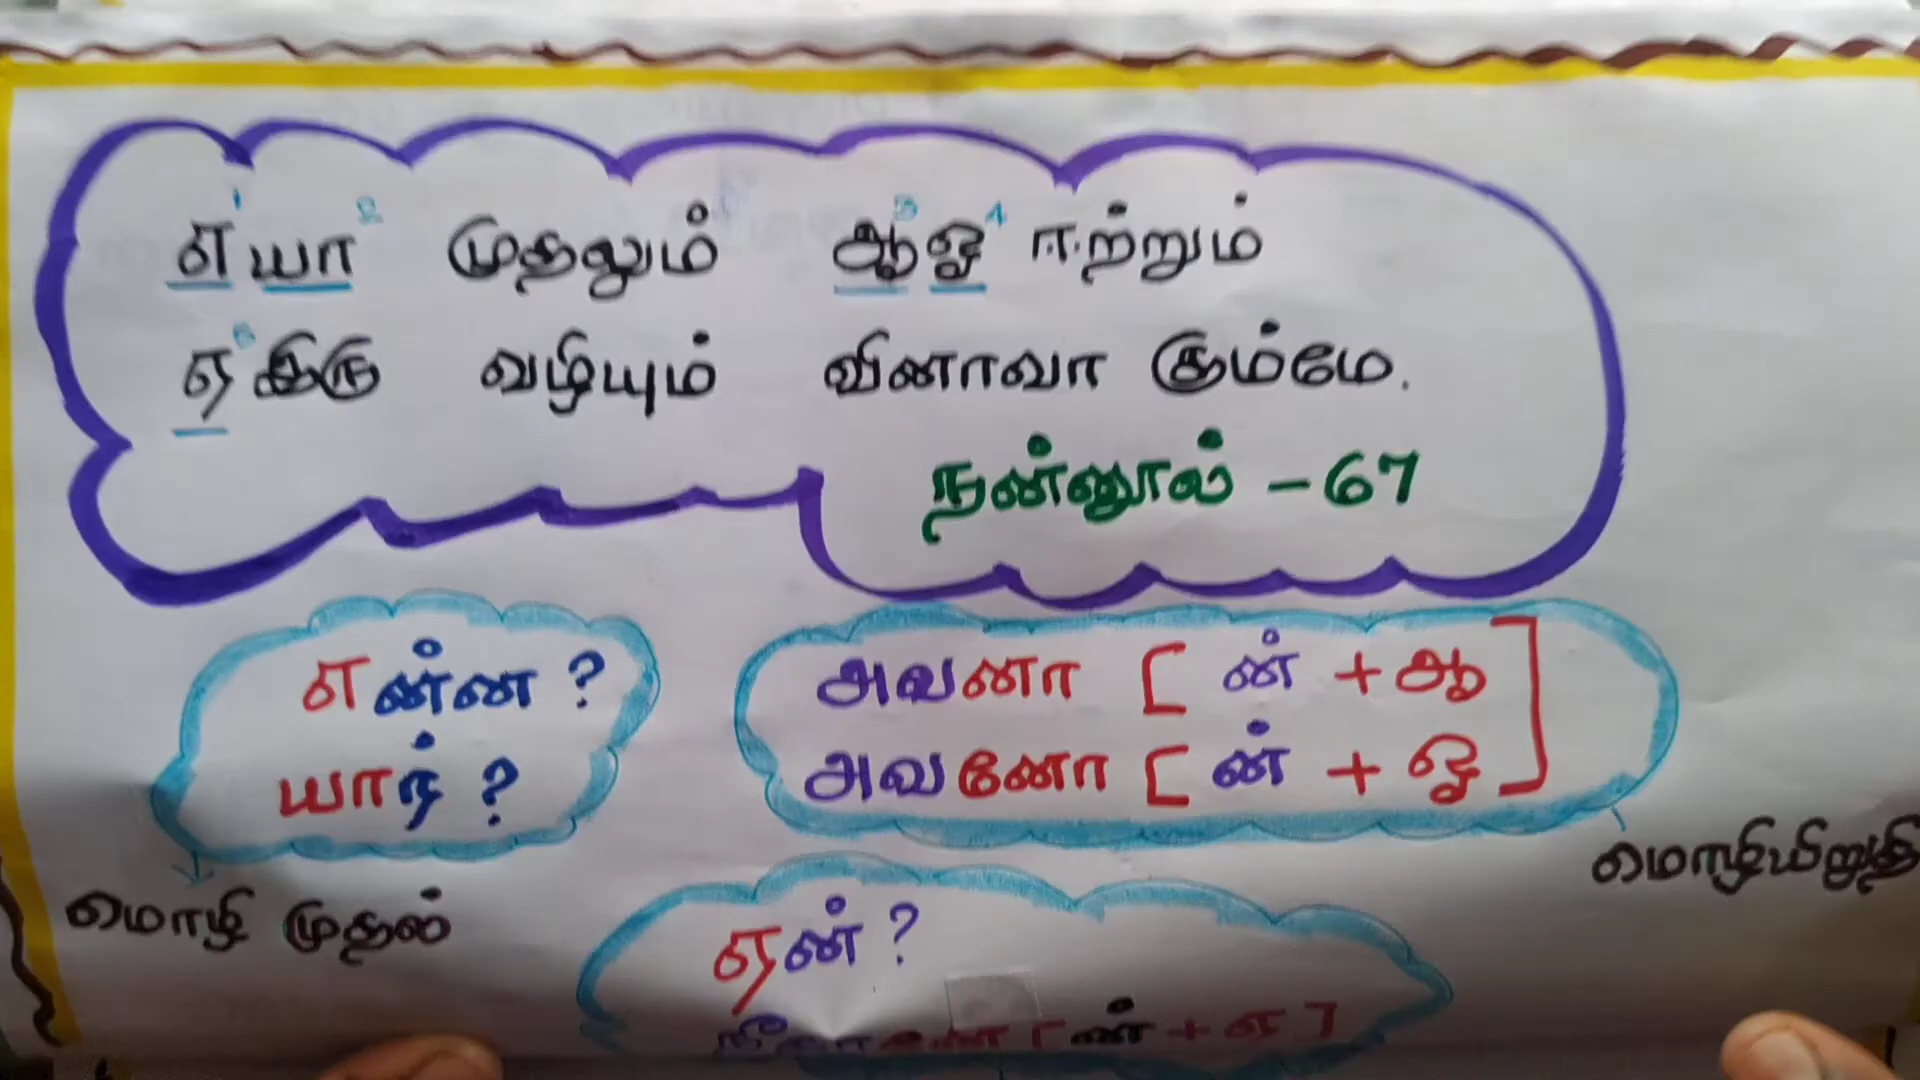 எ யா முதலும் ஆ ஓ ஈற்றும்
ஏ இரு வழியும் வினாவா கும்மே.
நன்னூல் - 67
என்ன ?
யார் ?
மொழி முதல்
அவனா [ ன் + ஆ ]
அவனோ [ ன் + ஓ ]
மொழியிறுதி
ஏன் ?
[ ன் + ஏ ]